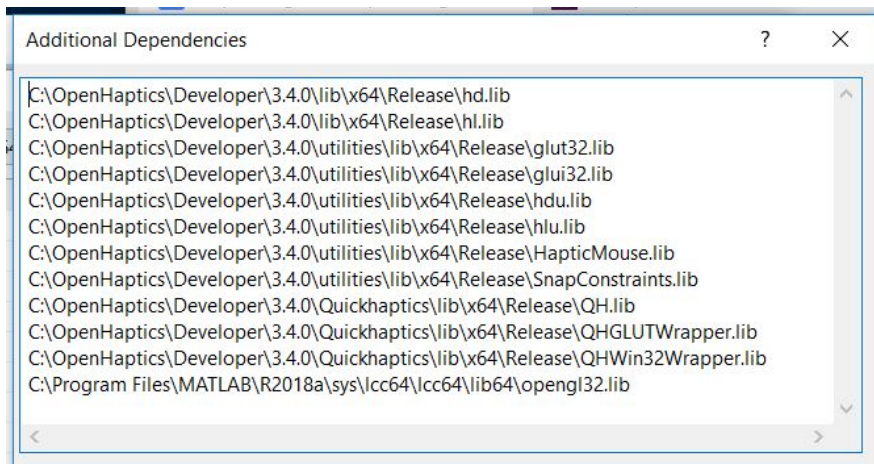 Additional Dependencies
C:\OpenHaptics\Developer\3.4.0\lib\x64\Release\hd.lib
C:\OpenHaptics\Developer\3.4.0\lib\x64\Release\hl.lib
C:\OpenHaptics\Developer\3.4.0\utilities\lib\x64\Release\glut32.lib
C:\OpenHaptics\Developer\3.4.0\utilities\lib\x64\Release\glui32.lib
C:\OpenHaptics\Developer\3.4.0\utilities\lib\x64\Release\hdu.lib
C:\OpenHaptics\Developer\3.4.0\utilities\lib\x64\Release\hlu.lib
C:\OpenHaptics\Developer\3.4.0\utilities\lib\x64\Release\HapticMouse.lib
C:\OpenHaptics\Developer\3.4.0\utilities\lib\x64\Release\SnapConstraints.lib
C:\OpenHaptics\Developer\3.4.0\Quickhaptics\lib\x64\Release\QH.lib
C:\OpenHaptics\Developer\3.4.0\Quickhaptics\lib\x64\Release\QHGLUTWrapper.lib
C:\OpenHaptics\Developer\3.4.0\Quickhaptics\lib\x64\Release\QHWin32Wrapper.lib
C:\Program Files\MATLAB\R2018a\sys\lcc64\lcc64\lib64\opengl32.lib